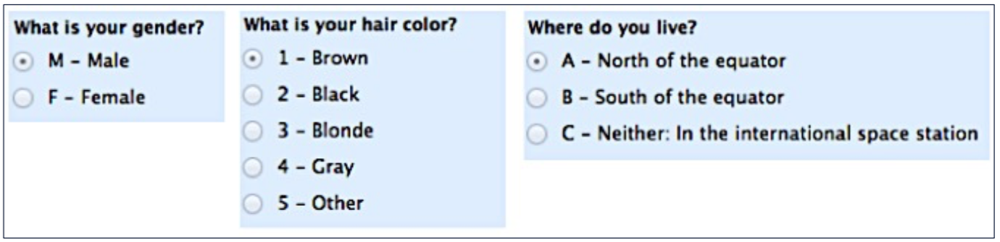 What is your gender?
M – Male
F – Female
What is your hair color?
1 – Brown
2 – Black
3 – Blonde
4 – Gray
5 – Other
Where do you live?
A – North of the equator
B – South of the equator
C – Neither: In the international space station